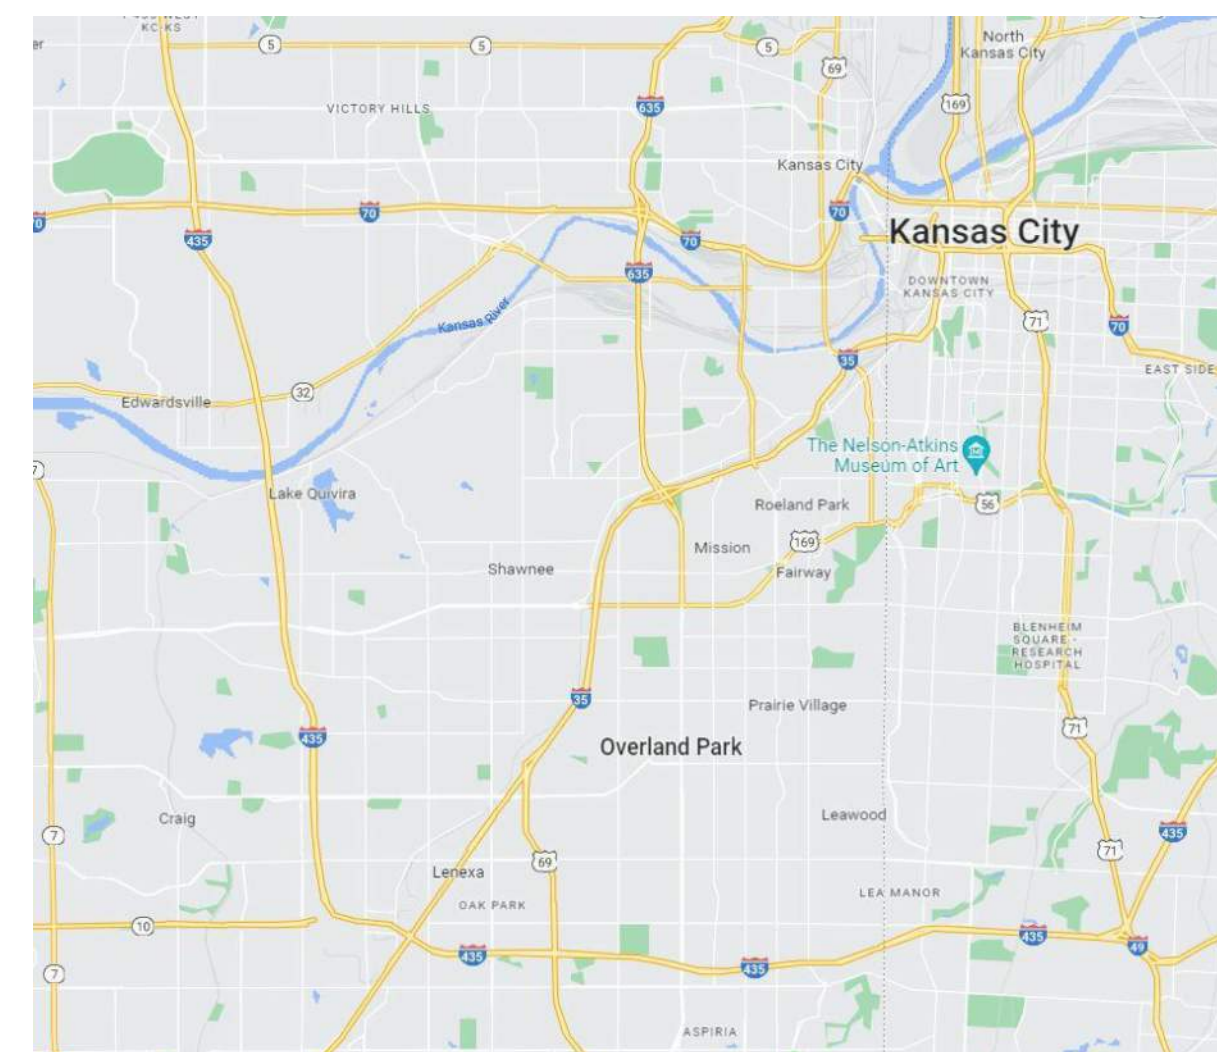 KC-KS
5
5
5
North
Kansas City
69
VICTORY HILLS
635
169
Kansas City
70
70
70
435
70
Kansas City
635
DOWNTOWN
KANSAS CITY
Kansas River
71
70
35
EAST SIDE
32
Edwardsville
The Nelson-Atkins
Museum of Art
7
Lake Quivira
Roeland Park
56
169
Mission
Shawnee
Fairway
BLENHEIM
SQUARE -
RESEARCH
HOSPITAL
35
Prairie Village
71
435
Overland Park
Craig
Leawood
7
435
71
69
Lenexa
LEA MANOR
OAK PARK
10
435
49
435
435
7
ASPIRIA